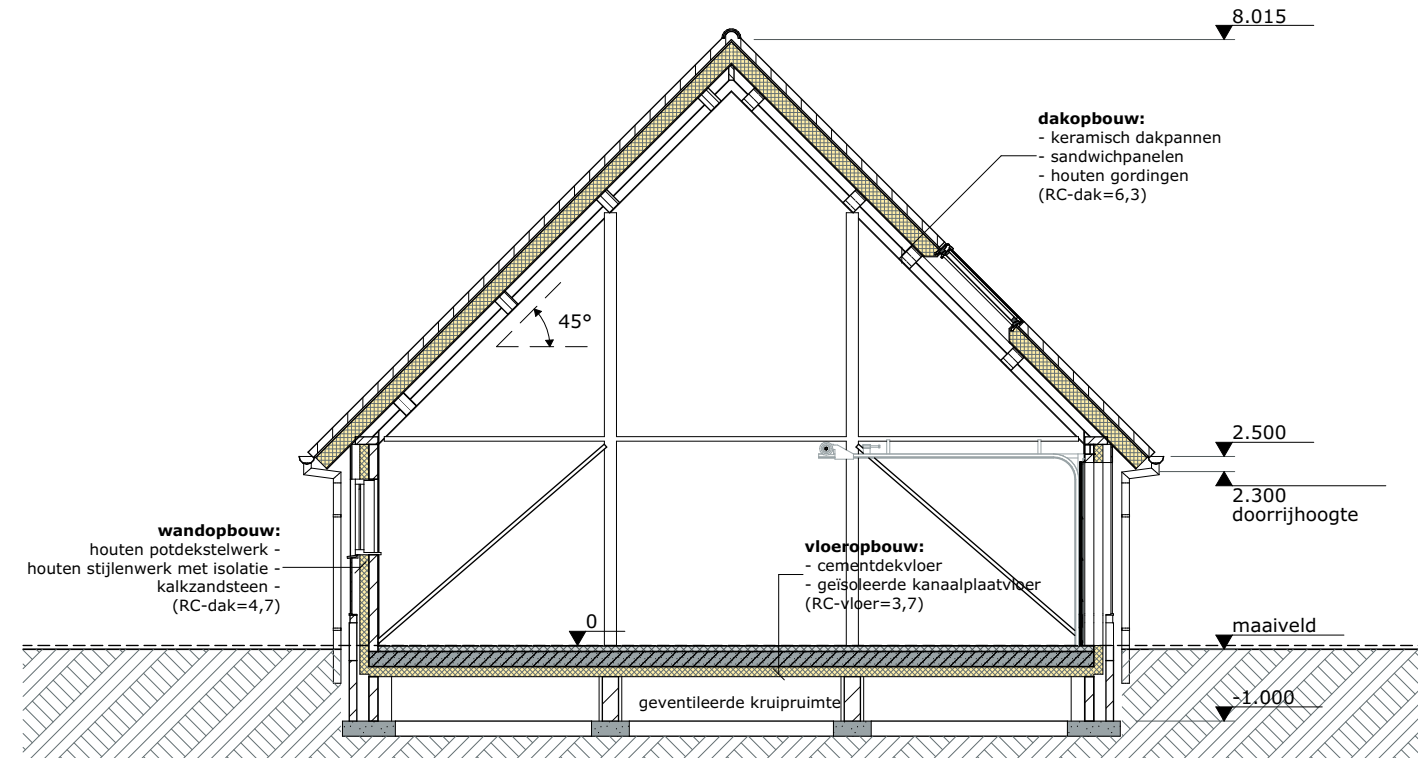 8.015
dakopbouw:
- keramisch dakpannen
- sandwichpanelen
- houten gordingen
(RC-dak=6,3)
45°
2.500
2.300
doorrijhoogte
wandopbouw:
houten potdekstelwerk -
houten stijlenwerk met isolatie -
kalkzandsteen -
(RC-dak=4,7)
vloeropbouw:
- cementdekvloer
- geïsoleerde kanaalplaatvloer
(RC-vloer=3,7)
0
maaiveld
-1.000
geventileerde kruipruimte